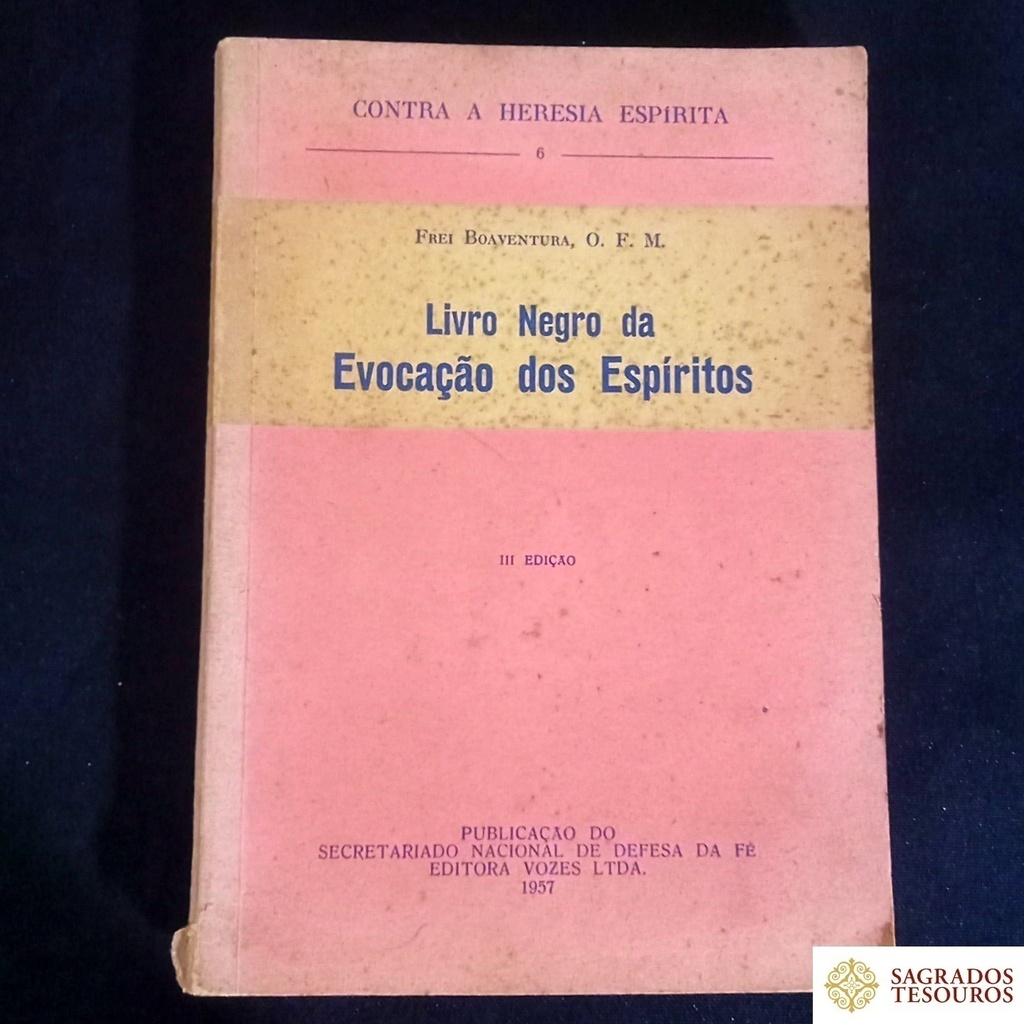 CONTRA A HERESIA ESPÍRITA
6
FREI BOAVENTURA, O. F. M.
Livro Negro da
Evocação dos Espíritos
III EDIÇÃO
PUBLICAÇÃO DO
SECRETARIADO NACIONAL DE DEFESA DA FÉ
EDITORA VOZES LTDA.
1957
SAGRADOS
TESOUROS